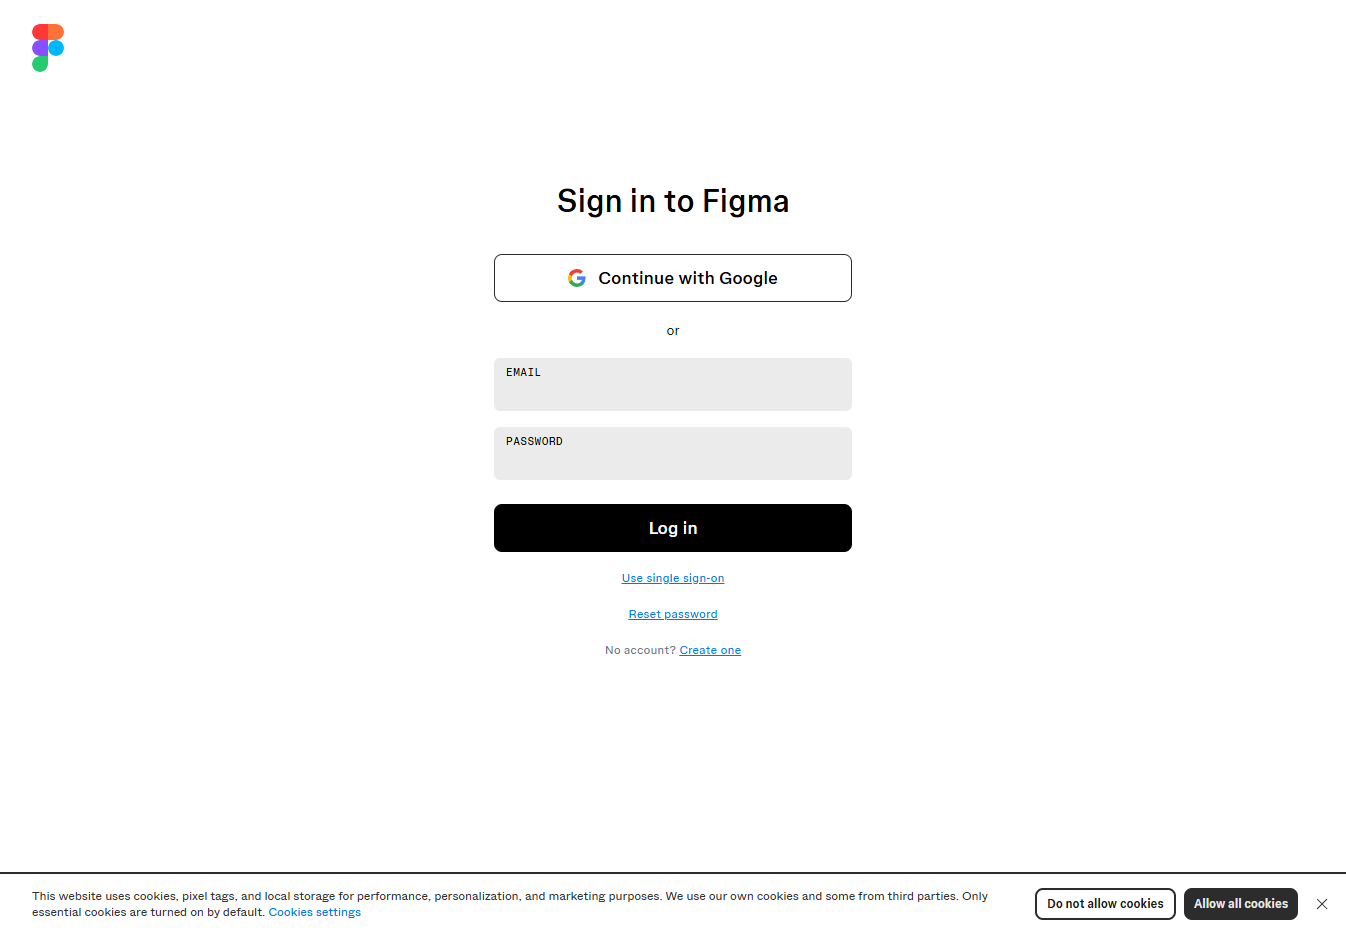 Sign in to Figma
Continue with Google
or
EMAIL
PASSWORD
Log in
Use single sign-on
Reset password
No account? Create one
This website uses cookies, pixel tags, and local storage for performance, personalization, and marketing purposes. We use our own cookies and some from third parties. Only
essential cookies are turned on by default. Cookies settings
Do not allow cookies
Allow all cookies